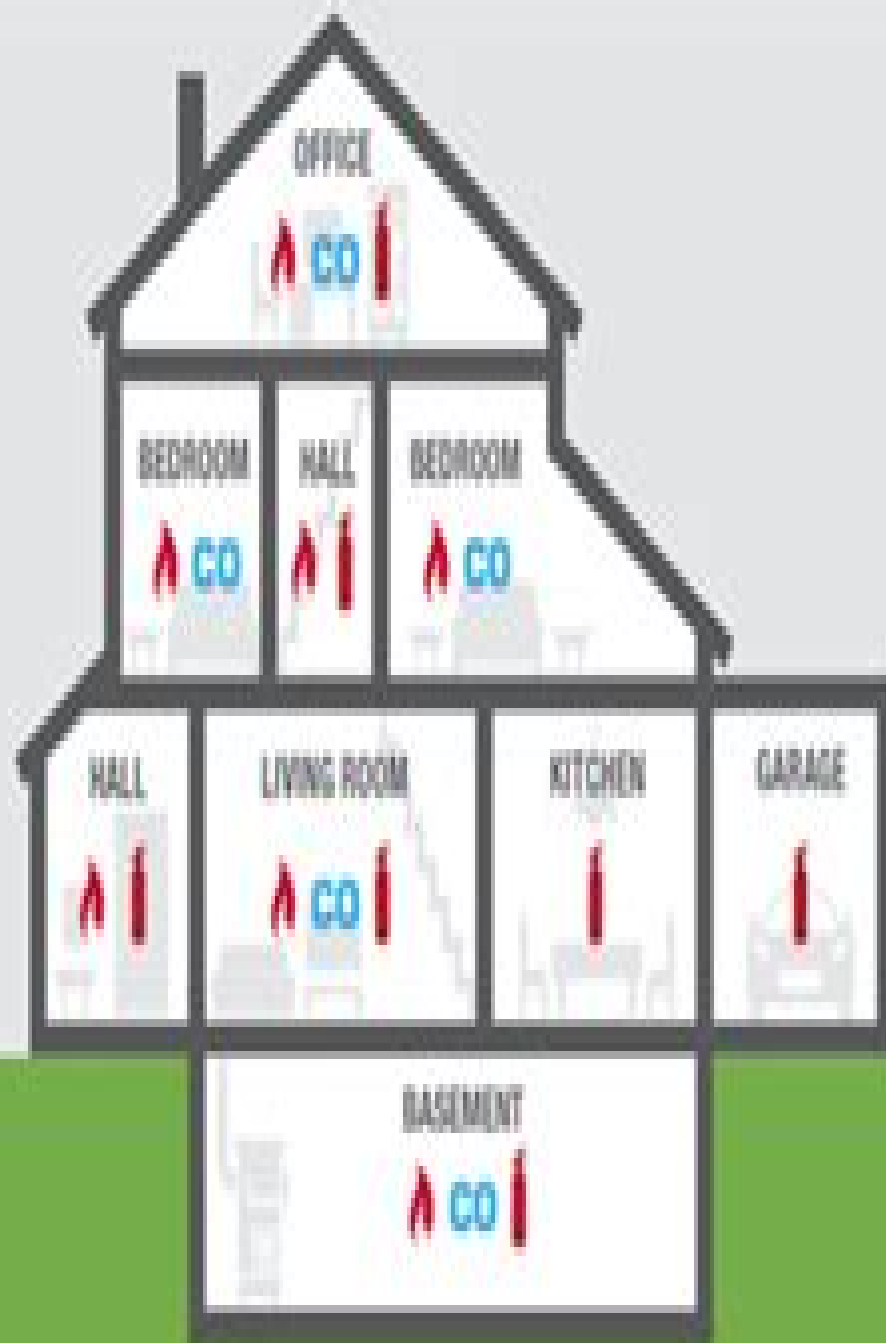 OFFICE
CO
BEDROOM HALL BEDROOM
CO CO
HALL LIVING ROOM KITCHEN GARAGE
CO
BASEMENT
CO